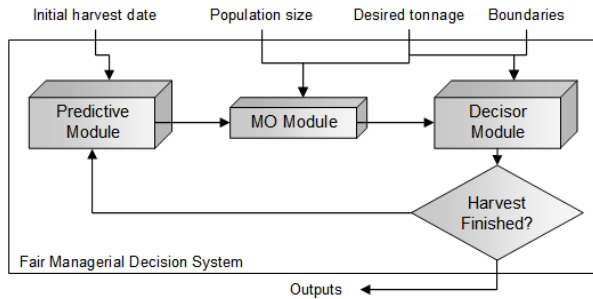 Initial harvest date
Population size
Desired tonnage
Boundaries
Predictive
Module
MO Module
Decisor
Module
Harvest
Finished?
Fair Managerial Decision System
Outputs